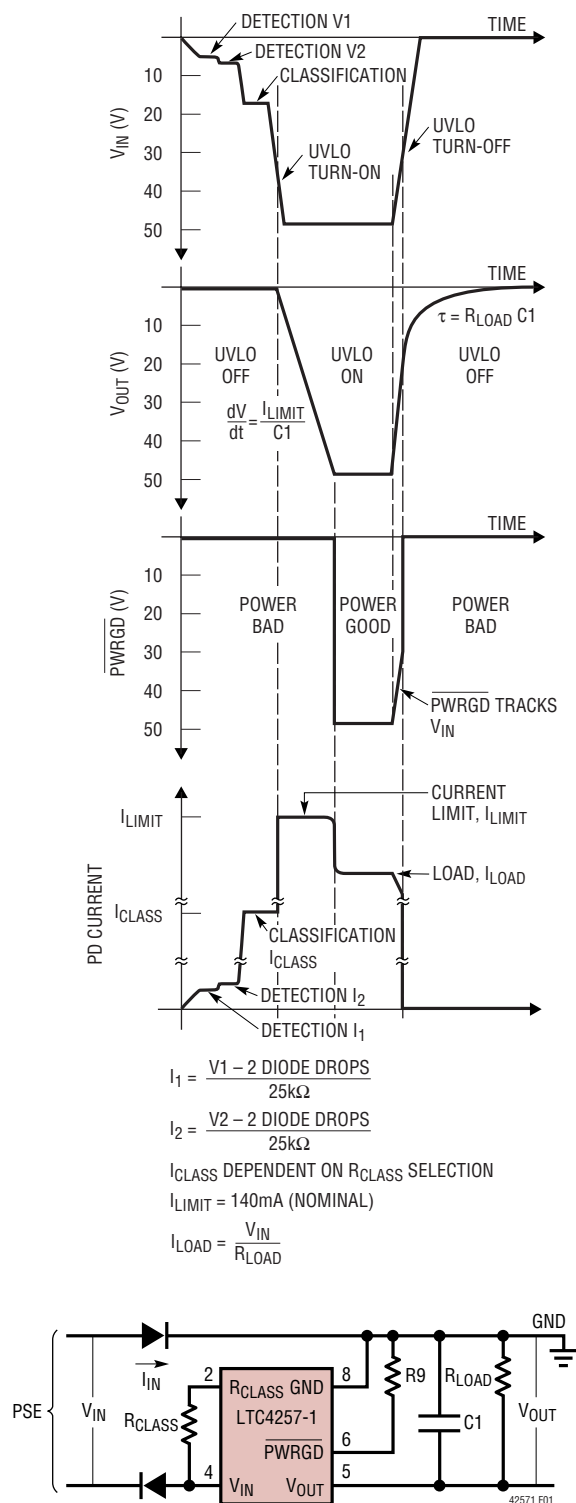 DETECTION V1
TIME
DETECTION V2
CLASSIFICATION
10
20
30
40
50
VIN (V)
UVLO
TURN-ON
UVLO
TURN-OFF
TIME
10
20
30
40
50
VOUT (V)
UVLO
OFF
UVLO
ON
UVLO
OFF
τ = RLOAD C1
dV/dt = ILIMIT/C1
TIME
10
20
30
40
50
PWRGD (V)
POWER
BAD
POWER
GOOD
POWER
BAD
PWRGD TRACKS
VIN
ILIMIT
ICLASS
PD CURRENT
CURRENT
LIMIT, ILIMIT
LOAD, ILOAD
CLASSIFICATION
ICLASS
DETECTION I2
DETECTION I1
I1 = V1 – 2 DIODE DROPS
25kΩ
I2 = V2 – 2 DIODE DROPS
25kΩ
ICLASS DEPENDENT ON RCLASS SELECTION
ILIMIT = 140mA (NOMINAL)
ILOAD = VIN
RLOAD
GND
IIN
PSE
VIN
RCLASS
2
RCLASS GND
8
LTC4257-1
PWRGD
6
4
VIN
VOUT
5
R9
C1
RLOAD
VOUT
42571 F01